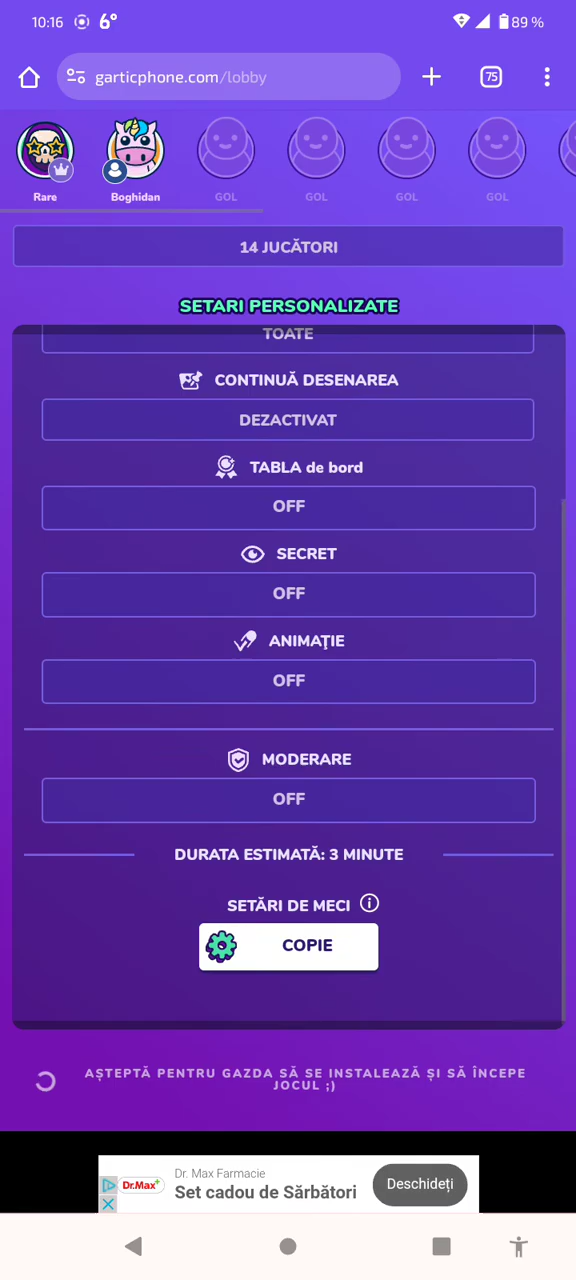 10:16 6° 89 %
garticphone.com/lobby 75
Rare Boghidan GOL GOL GOL GOL
14 JUCĂTORI
SETARI PERSONALIZATE
TOATE
CONTINUĂ DESENAREA
DEZACTIVAT
TABLA de bord
OFF
SECRET
OFF
ANIMAŢIE
OFF
MODERARE
OFF
DURATA ESTIMATĂ: 3 MINUTE
SETĂRI DE MECI
COPIE
AȘTEPTĂ PENTRU GAZDA SĂ SE INSTALEAZĂ ȘI SĂ ÎNCEPE
JOCUL ;)
Dr. Max Farmacie
Dr.Max+ Set cadou de Sărbători Deschideți